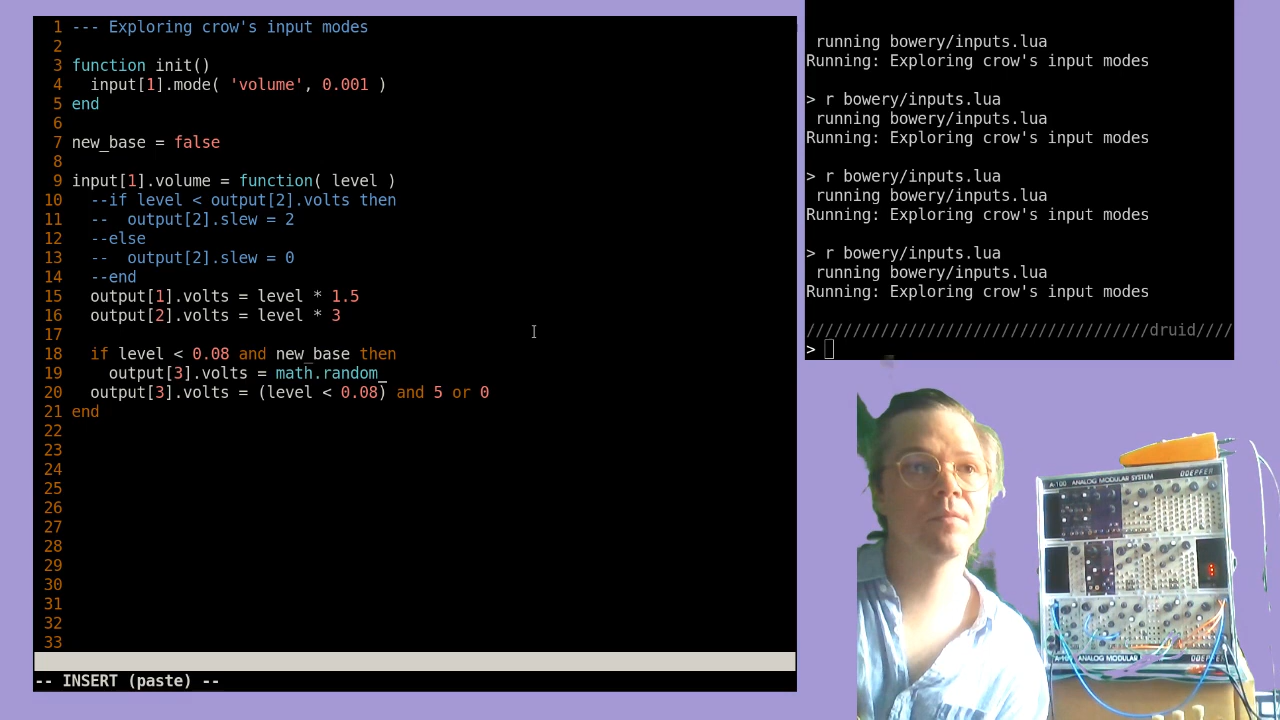 1 --- Exploring crow's input modes
2
3 function init()
4   input[1].mode( 'volume', 0.001 )
5 end
6
7 new_base = false
8
9 input[1].volume = function( level )
10   --if level < output[2].volts then
11   --  output[2].slew = 2
12   --else
13   --  output[2].slew = 0
14   --end
15   output[1].volts = level * 1.5
16   output[2].volts = level * 3
17
18   if level < 0.08 and new_base then
19     output[3].volts = math.random_
20   output[3].volts = (level < 0.08) and 5 or 0
21 end
22
23
24
25
26
27
28
29
30
31
32
33
-- INSERT (paste) --
running bowery/inputs.lua
Running: Exploring crow's input modes
> r bowery/inputs.lua
running bowery/inputs.lua
Running: Exploring crow's input modes
> r bowery/inputs.lua
running bowery/inputs.lua
Running: Exploring crow's input modes
> r bowery/inputs.lua
running bowery/inputs.lua
Running: Exploring crow's input modes
/////////////////////////////////////druid////
>
A-100 ANALOG MODULAR SYSTEM DOEPFER
A-100 ANALOG MODULAR DOEPFER